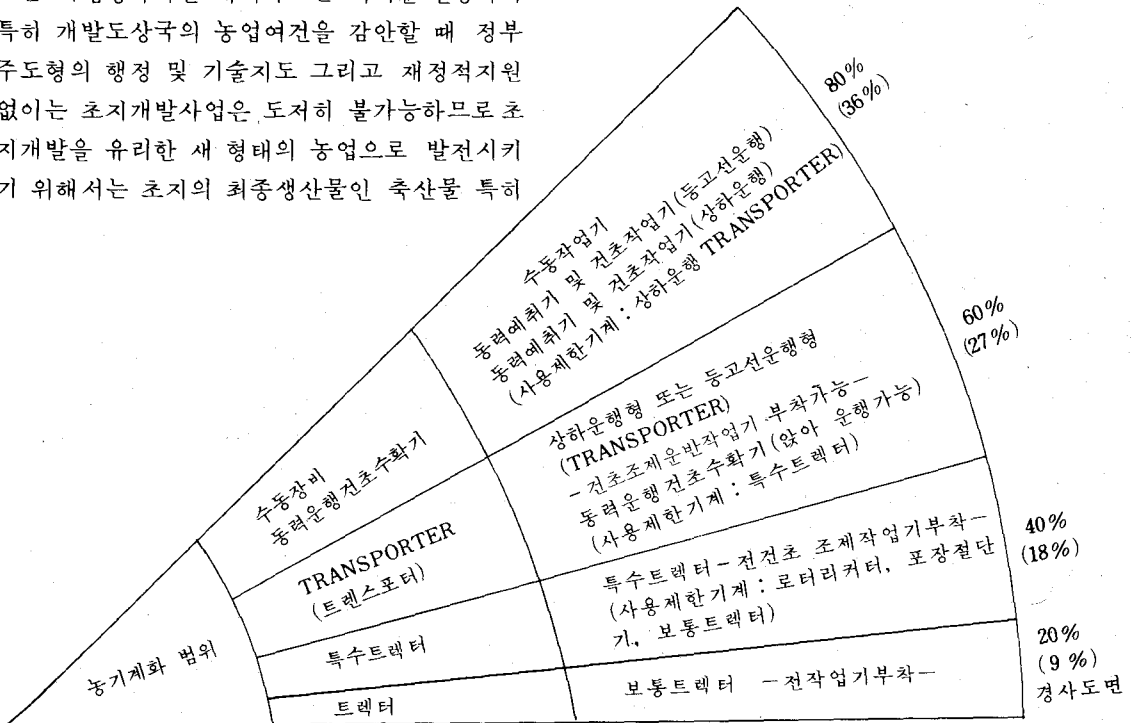 특히 개발도상국의 농업여건을 감안할 때 정부
주도형의 행정 및 기술지도 그리고 재정적지원
없이는 초지개발사업은 도저히 불가능하므로 초
지개발을 유리한 새 형태의 농업으로 발전시키
기 위해서는 초지의 최종생산물인 축산물 특히
80%
(36%)
수동작업기
동력예취기 및 건초작업기(등고선운행)
동력예취기 및 건초작업기(상하운행)
(사용제한기계 : 상하운행 TRANSPORTER)
수동장비
동력운행건초수확기
60%
(27%)
상하운행형 또는 등고선운행형
(TRANSPORTER)
-건초조제운반작업기 부착가능-
동력운행건초수확기(앉아 운행가능)
(사용제한기계 : 특수트렉터)
TRANSPORTER
(트렌스포터)
40%
(18%)
특수트렉터-전건초 조제작업기부착-
(사용제한기계 : 로터리커터, 포장절단
기, 보통트렉터)
특수트렉터
20%
(9 %)
경사도면
보통트렉터 -전작업기부착-
트렉터
농기계화 범위